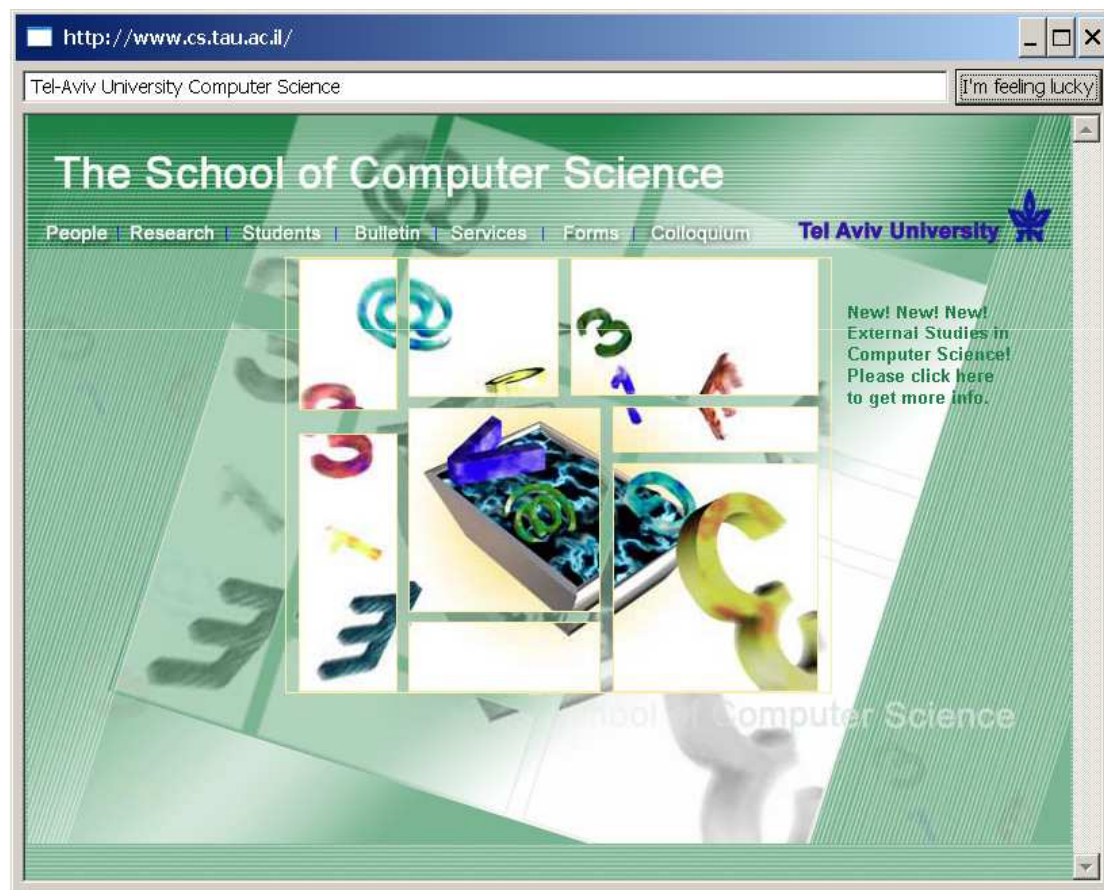 http://www.cs.tau.ac.il/
Tel-Aviv University Computer Science
I'm feeling lucky
The School of Computer Science
People | Research | Students | Bulletin | Services | Forms | Colloquium
Tel Aviv University
New! New! New!
External Studies in
Computer Science!
Please click here
to get more info.
School of Computer Science